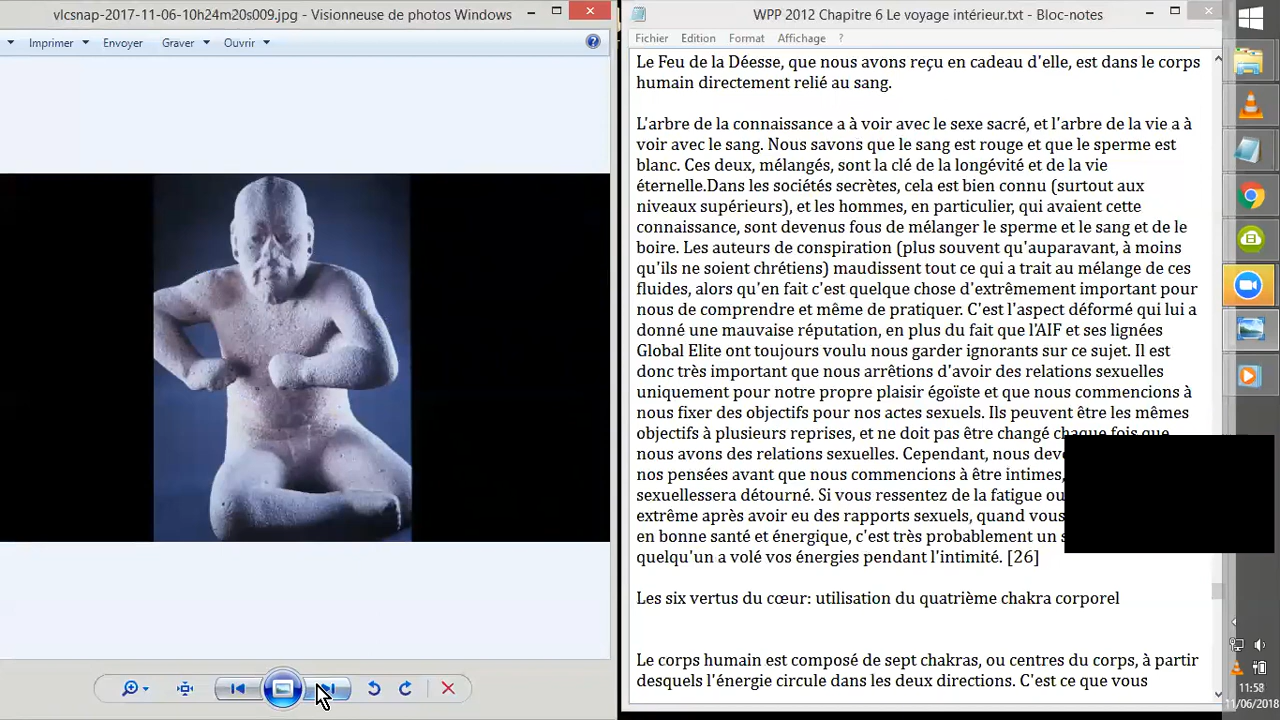 vlcsnap-2017-11-06-10h24m20s009.jpg - Visionneuse de photos Windows
Imprimer Envoyer Graver Ouvrir ?
WPP 2012 Chapitre 6 Le voyage intérieur.txt - Bloc-notes
Fichier Edition Format Affichage ?
Le Feu de la Déesse, que nous avons reçu en cadeau d'elle, est dans le corps
humain directement relié au sang.
L'arbre de la connaissance a à voir avec le sexe sacré, et l'arbre de la vie a à
voir avec le sang. Nous savons que le sang est rouge et que le sperme est
blanc. Ces deux, mélangés, sont la clé de la longévité et de la vie
éternelle.Dans les sociétés secrètes, cela est bien connu (surtout aux
niveaux supérieurs), et les hommes, en particulier, qui avaient cette
connaissance, sont devenus fous de mélanger le sperme et le sang et de le
boire. Les auteurs de conspiration (plus souvent qu'auparavant, à moins
qu'ils ne soient chrétiens) maudissent tout ce qui a trait au mélange de ces
fluides, alors qu'en fait c'est quelque chose d'extrêmement important pour
nous de comprendre et même de pratiquer. C'est l'aspect déformé qui lui a
donné une mauvaise réputation, en plus du fait que l'AIF et ses lignées
Global Elite ont toujours voulu nous garder ignorants sur ce sujet. Il est
donc très important que nous arrêtions d'avoir des relations sexuelles
uniquement pour notre propre plaisir égoïste et que nous commencions à
nous fixer des objectifs pour nos actes sexuels. Ils peuvent être les mêmes
objectifs à plusieurs reprises, et ne doit pas être changé chaque fois que
nous avons des relations sexuelles. Cependant, nous
nos pensées avant que nous commencions à être intimes,
sexuellessera détourné. Si vous ressentez de la fatigue ou
extrême après avoir eu des rapports sexuels, quand vous
en bonne santé et énergique, c'est très probablement un
quelqu'un a volé vos énergies pendant l'intimité. [26]
Les six vertus du cœur: utilisation du quatrième chakra corporel
Le corps humain est composé de sept chakras, ou centres du corps, à partir
desquels l'énergie circule dans les deux directions. C'est ce que vous
11:58
11/06/2018